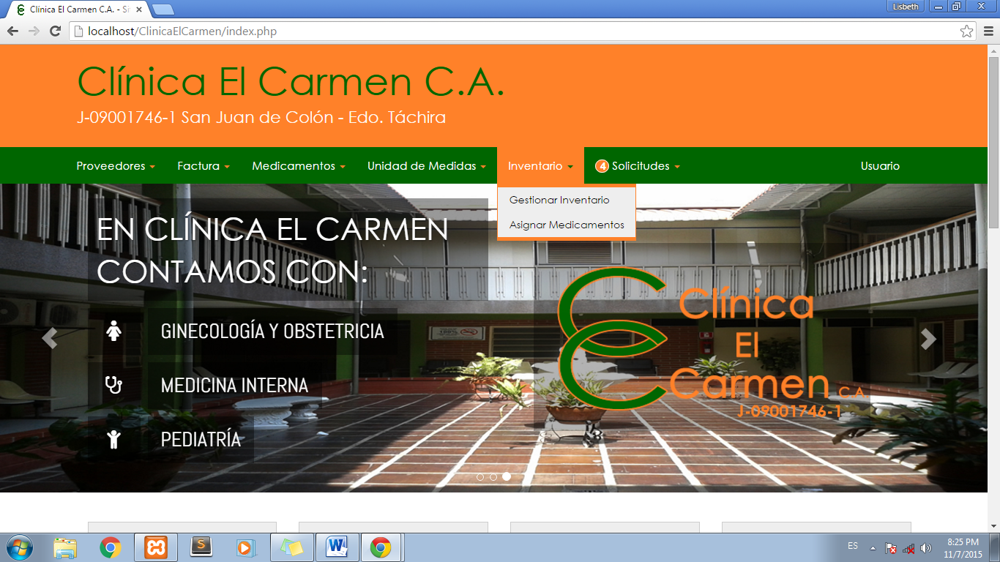 Clínica El Carmen C.A. - Si
Lisbeth
localhost/ClinicaElCarmen/index.php
Clínica El Carmen C.A.
J-09001746-1 San Juan de Colón - Edo. Táchira
Proveedores Factura Medicamentos Unidad de Medidas Inventario 4 Solicitudes Usuario
Gestionar Inventario
Asignar Medicamentos
EN CLÍNICA EL CARMEN
CONTAMOS CON:
GINECOLOGÍA Y OBSTETRICIA
MEDICINA INTERNA
PEDIATRÍA
Clínica
El
Carmen C.A.
J-09001746-1
ES
8:25 PM
11/7/2015